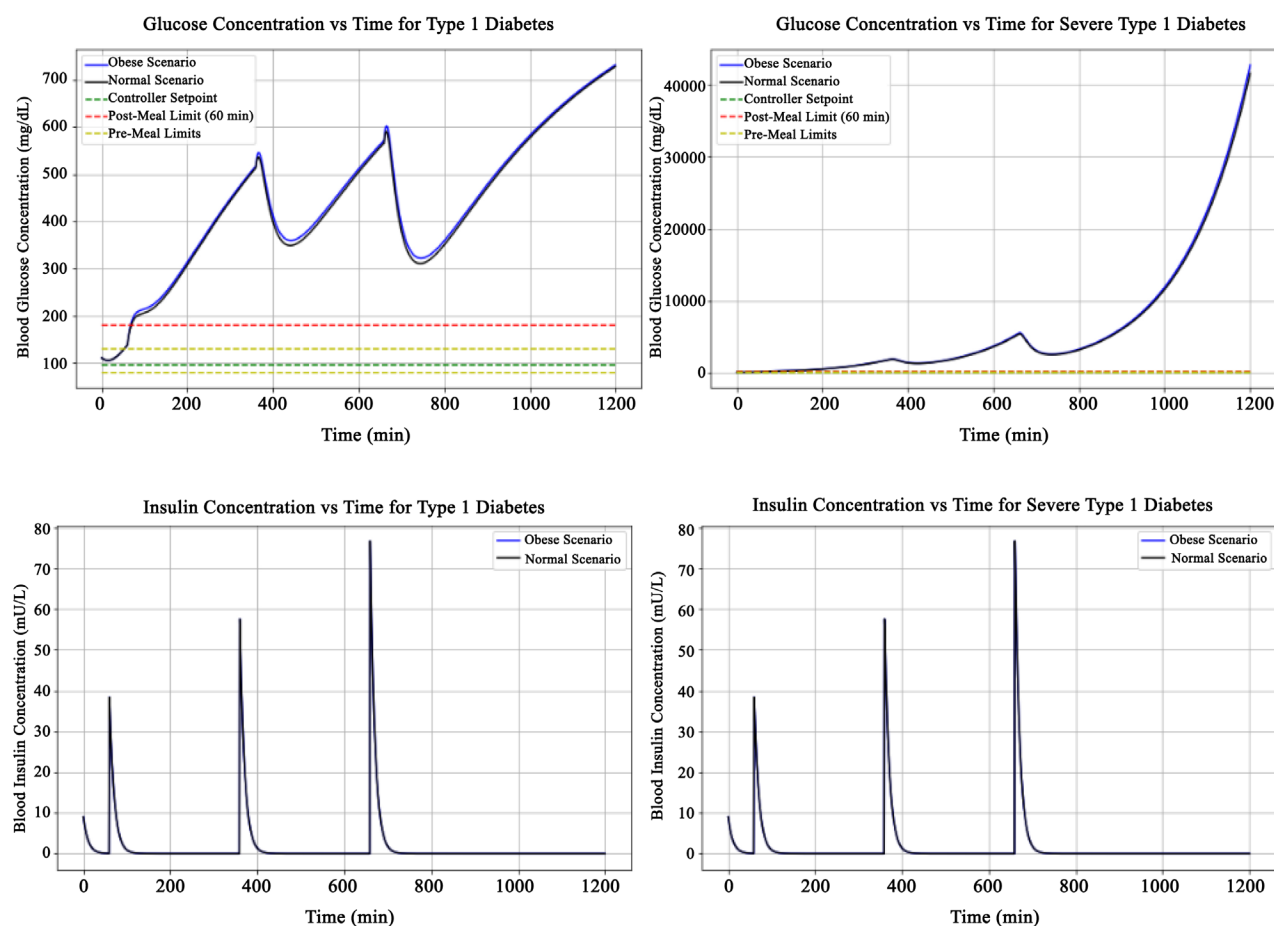 Glucose Concentration vs Time for Type 1 Diabetes
Blood Glucose Concentration (mg/dL)
700
600
500
400
300
200
100
Obese Scenario
Normal Scenario
Controller Setpoint
Post-Meal Limit (60 min)
Pre-Meal Limits
0 200 400 600 800 1000 1200
Time (min)
Glucose Concentration vs Time for Severe Type 1 Diabetes
Blood Glucose Concentration (mg/dL)
40000
30000
20000
10000
0
Obese Scenario
Normal Scenario
Controller Setpoint
Post-Meal Limit (60 min)
Pre-Meal Limits
0 200 400 600 800 1000 1200
Time (min)
Insulin Concentration vs Time for Type 1 Diabetes
Blood Insulin Concentration (mU/L)
80
70
60
50
40
30
20
10
0
Obese Scenario
Normal Scenario
0 200 400 600 800 1000 1200
Time (min)
Insulin Concentration vs Time for Severe Type 1 Diabetes
Blood Insulin Concentration (mU/L)
80
70
60
50
40
30
20
10
0
Obese Scenario
Normal Scenario
0 200 400 600 800 1000 1200
Time (min)